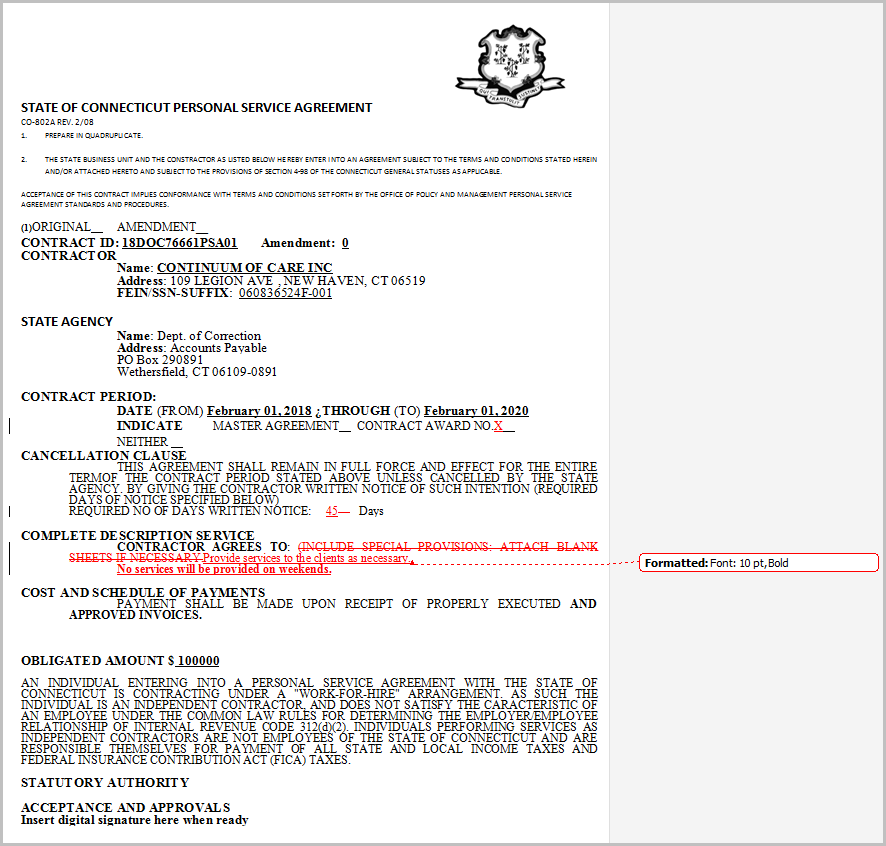 QUI TRANSTULIT SUSTINET
STATE OF CONNECTICUT PERSONAL SERVICE AGREEMENT
CO-802A REV. 2/08
1. PREPARE IN QUADRUPLICATE.
2. THE STATE BUSINESS UNIT AND THE CONSTRACTOR AS LISTED BELOW HEREBY ENTER INTO AN AGREEMENT SUBJECT TO THE TERMS AND CONDITIONS STATED HEREIN
AND/OR ATTACHED HERETO AND SUBJECT TO THE PROVISIONS OF SECTION 4-98 OF THE CONNECTICUT GENERAL STATUSES AS APPLICABLE.
ACCEPTANCE OF THIS CONTRACT IMPLIES CONFORMANCE WITH TERMS AND CONDITIONS SET FORTH BY THE OFFICE OF POLICY AND MANAGEMENT PERSONAL SERVICE
AGREEMENT STANDARDS AND PROCEDURES.
(1)ORIGINAL__ AMENDMENT__
CONTRACT ID: 18DOC76661PSA01 Amendment: 0
CONTRACTOR
Name: CONTINUUM OF CARE INC
Address: 109 LEGION AVE , NEW HAVEN, CT 06519
FEIN/SSN-SUFFIX: 060836524F-001
STATE AGENCY
Name: Dept. of Correction
Address: Accounts Payable
PO Box 290891
Wethersfield, CT 06109-0891
CONTRACT PERIOD:
DATE (FROM) February 01, 2018 ¿THROUGH (TO) February 01, 2020
INDICATE MASTER AGREEMENT__ CONTRACT AWARD NO.X__
NEITHER __
CANCELLATION CLAUSE
THIS AGREEMENT SHALL REMAIN IN FULL FORCE AND EFFECT FOR THE ENTIRE
TERMOF THE CONTRACT PERIOD STATED ABOVE UNLESS CANCELLED BY THE STATE
AGENCY. BY GIVING THE CONTRACTOR WRITTEN NOTICE OF SUCH INTENTION (REQUIRED
DAYS OF NOTICE SPECIFIED BELOW)
REQUIRED NO OF DAYS WRITTEN NOTICE: 45— Days
COMPLETE DESCRIPTION SERVICE
CONTRACTOR AGREES TO: (INCLUDE SPECIAL PROVISIONS: ATTACH BLANK
SHEETS IF NECESSARY Provide services to the clients as necessary.
No services will be provided on weekends.
Formatted: Font: 10 pt, Bold
COST AND SCHEDULE OF PAYMENTS
PAYMENT SHALL BE MADE UPON RECEIPT OF PROPERLY EXECUTED AND
APPROVED INVOICES.
OBLIGATED AMOUNT $ 100000
AN INDIVIDUAL ENTERING INTO A PERSONAL SERVICE AGREEMENT WITH THE STATE OF
CONNECTICUT IS CONTRACTING UNDER A "WORK-FOR-HIRE" ARRANGEMENT. AS SUCH THE
INDIVIDUAL IS AN INDEPENDENT CONTRACTOR, AND DOES NOT SATISFY THE CARACTERISTIC OF
AN EMPLOYEE UNDER THE COMMON LAW RULES FOR DETERMINING THE EMPLOYER/EMPLOYEE
RELATIONSHIP OF INTERNAL REVENUE CODE 312(d)(2). INDIVIDUALS PERFORMING SERVICES AS
INDEPENDENT CONTRACTORS ARE NOT EMPLOYEES OF THE STATE OF CONNECTICUT AND ARE
RESPONSIBLE THEMSELVES FOR PAYMENT OF ALL STATE AND LOCAL INCOME TAXES AND
FEDERAL INSURANCE CONTRIBUTION ACT (FICA) TAXES.
STATUTORY AUTHORITY
ACCEPTANCE AND APPROVALS
Insert digital signature here when ready